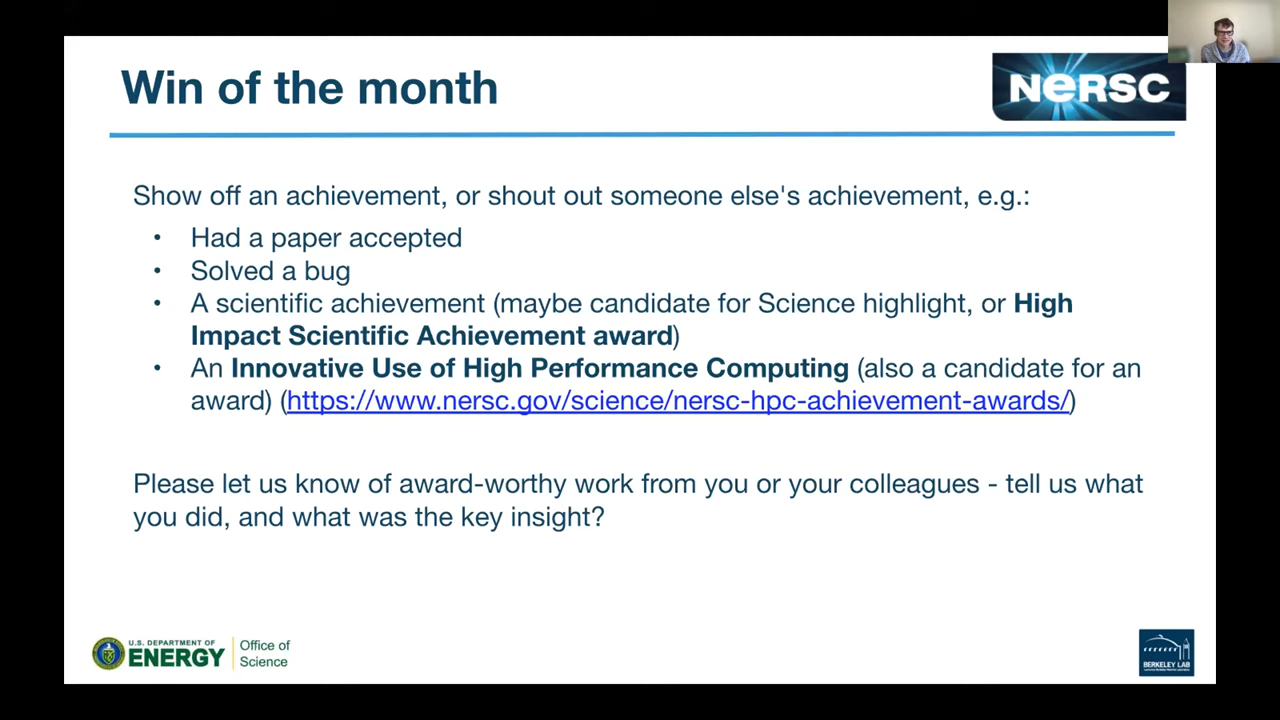 Win of the month
NERSC
Show off an achievement, or shout out someone else's achievement, e.g.:
• Had a paper accepted
• Solved a bug
• A scientific achievement (maybe candidate for Science highlight, or High
Impact Scientific Achievement award)
• An Innovative Use of High Performance Computing (also a candidate for an
award) (https://www.nersc.gov/science/nersc-hpc-achievement-awards/)
Please let us know of award-worthy work from you or your colleagues - tell us what
you did, and what was the key insight?
U.S. DEPARTMENT OF
ENERGY
Office of
Science
BERKELEY LAB